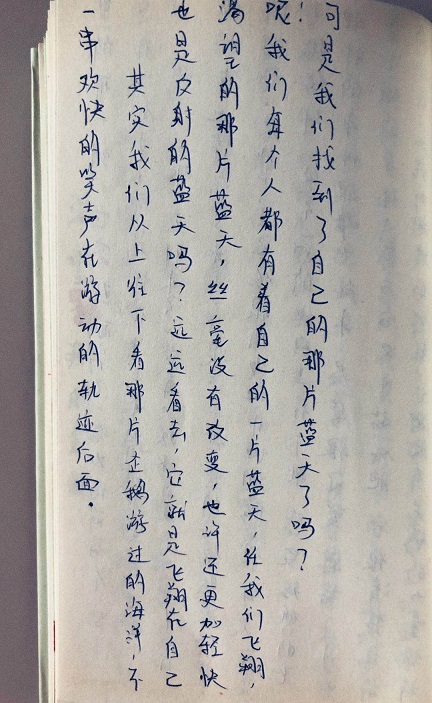 一串欢快的笑声在游动的轨迹后面。
其实我们从上往下看那片企鹅游过的海洋，不
也是反射的蓝天吗？远远看去，它就是飞翔在自己
渴望的那片蓝天，丝毫没有改变，也许还更加轻快
呢！我们每个人都有着自己的一片蓝天，任我们飞翔，
可是我们找到了自己的那片蓝天了吗？